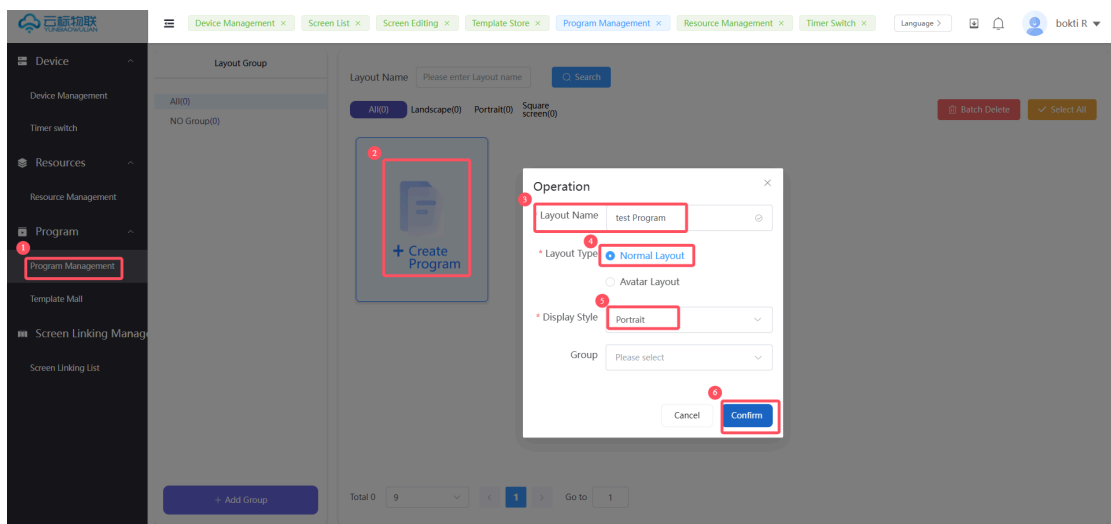 云标物联
YUNBIAOWULIAN
Device Management ×
Screen List ×
Screen Editing ×
Template Store ×
Program Management ×
Resource Management ×
Timer Switch ×
Language >
bokti R
Device
Device Management
Timer switch
Resources
Resource Management
Program
1
Program Management
Template Mall
Screen Linking Manag
Screen Linking List
Layout Group
All(0)
NO Group(0)
+ Add Group
Layout Name
Please enter Layout name
Search
All(0)
Landscape(0)
Portrait(0)
Square
screen(0)
Batch Delete
Select All
2
+ Create
Program
Operation
×
3
Layout Name
test Program
4
* Layout Type
Normal Layout
Avatar Layout
5
* Display Style
Portrait
Group
Please select
6
Cancel
Confirm
Total 0
9
<
1
>
Go to
1